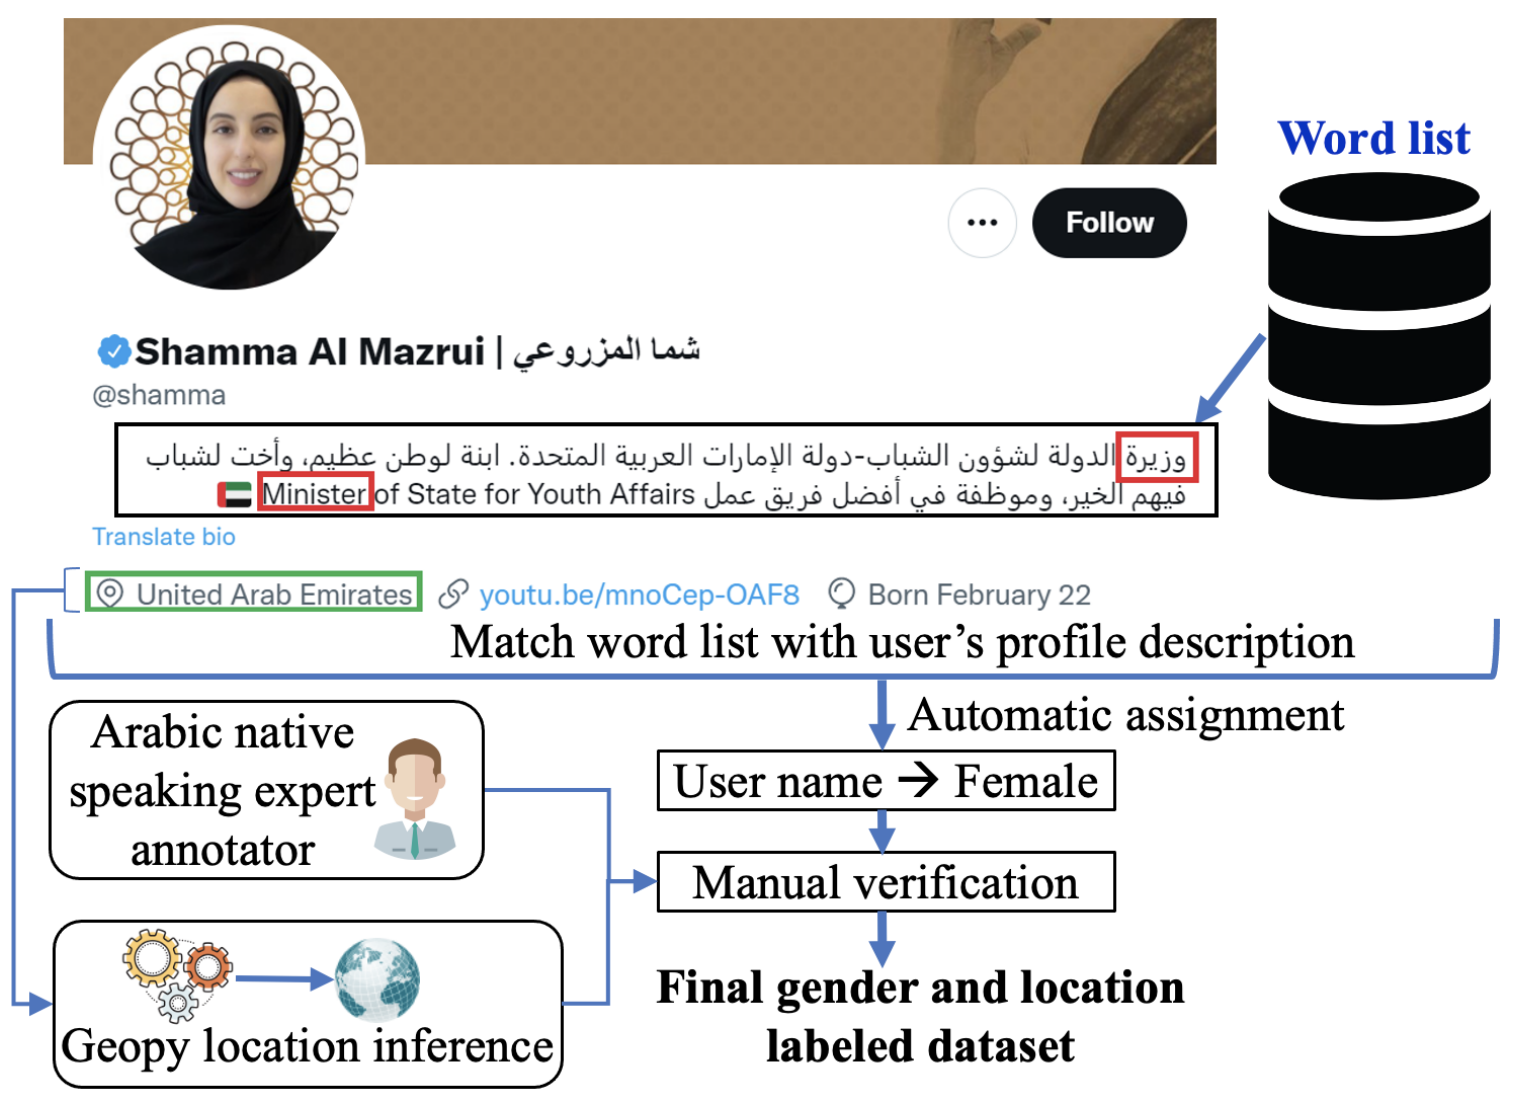 Word list
Follow
Shamma Al Mazrui | شما المزروعي
@shamma
وزيرة الدولة لشؤون الشباب-دولة الإمارات العربية المتحدة. ابنة لوطن عظيم، وأخت لشباب
فيهم الخير، وموظفة في أفضل فريق عمل Minister of State for Youth Affairs 🇦🇪
Translate bio
United Arab Emirates youtu.be/mnoCep-OAF8 Born February 22
Match word list with user’s profile description
Automatic assignment
Arabic native
speaking expert
annotator
User name → Female
Manual verification
Geopy location inference
Final gender and location
labeled dataset